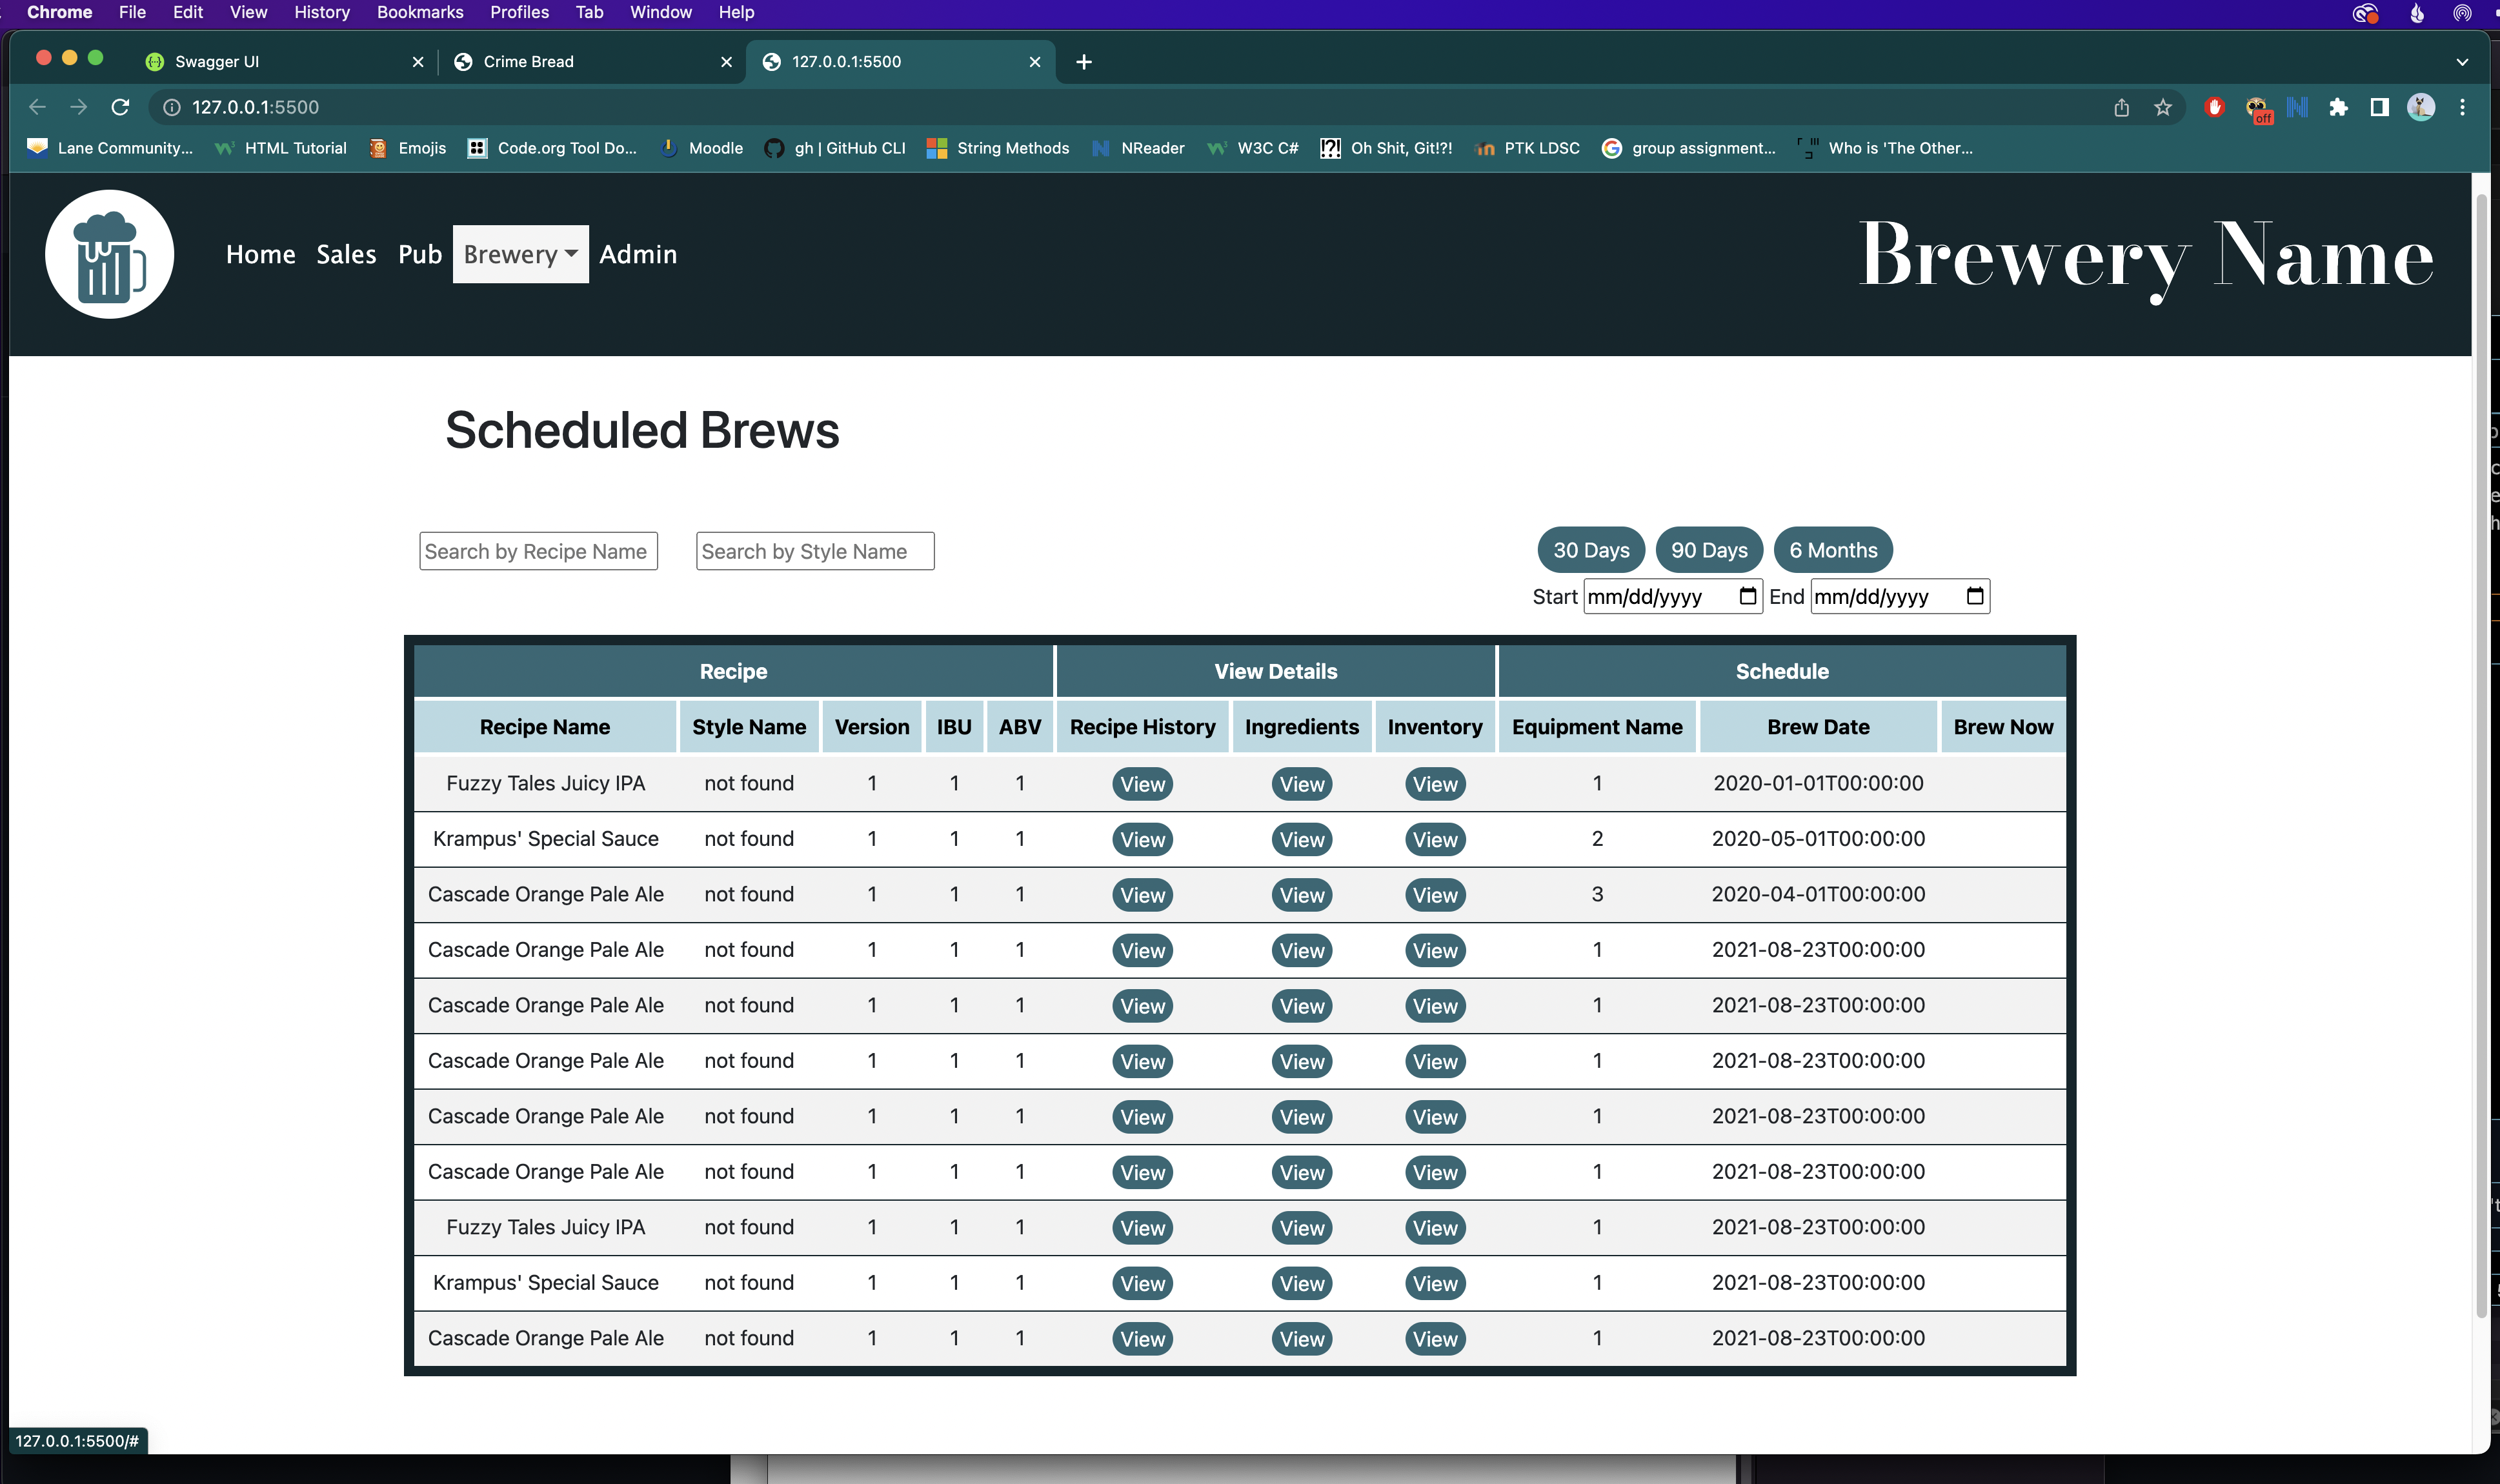 Chrome File Edit View History Bookmarks Profiles Tab Window Help
Swagger UI Crime Bread 127.0.0.1:5500
127.0.0.1:5500
off
Lane Community... HTML Tutorial Emojis Code.org Tool Do... Moodle gh | GitHub CLI String Methods NReader W3C C# Oh Shit, Git!?! PTK LDSC group assignment... Who is 'The Other...
Home Sales Pub Brewery Admin Brewery Name
Scheduled Brews
30 Days 90 Days 6 Months
Search by Recipe Name Search by Style Name
Start mm/dd/yyyy End mm/dd/yyyy
Recipe View Details Schedule
Recipe Name Style Name Version IBU ABV Recipe History Ingredients Inventory Equipment Name Brew Date Brew Now
Fuzzy Tales Juicy IPA not found 1 1 1 View View View 1 2020-01-01T00:00:00
Krampus' Special Sauce not found 1 1 1 View View View 2 2020-05-01T00:00:00
Cascade Orange Pale Ale not found 1 1 1 View View View 3 2020-04-01T00:00:00
Cascade Orange Pale Ale not found 1 1 1 View View View 1 2021-08-23T00:00:00
Cascade Orange Pale Ale not found 1 1 1 View View View 1 2021-08-23T00:00:00
Cascade Orange Pale Ale not found 1 1 1 View View View 1 2021-08-23T00:00:00
Cascade Orange Pale Ale not found 1 1 1 View View View 1 2021-08-23T00:00:00
Cascade Orange Pale Ale not found 1 1 1 View View View 1 2021-08-23T00:00:00
Fuzzy Tales Juicy IPA not found 1 1 1 View View View 1 2021-08-23T00:00:00
Krampus' Special Sauce not found 1 1 1 View View View 1 2021-08-23T00:00:00
Cascade Orange Pale Ale not found 1 1 1 View View View 1 2021-08-23T00:00:00
127.0.0.1:5500/#